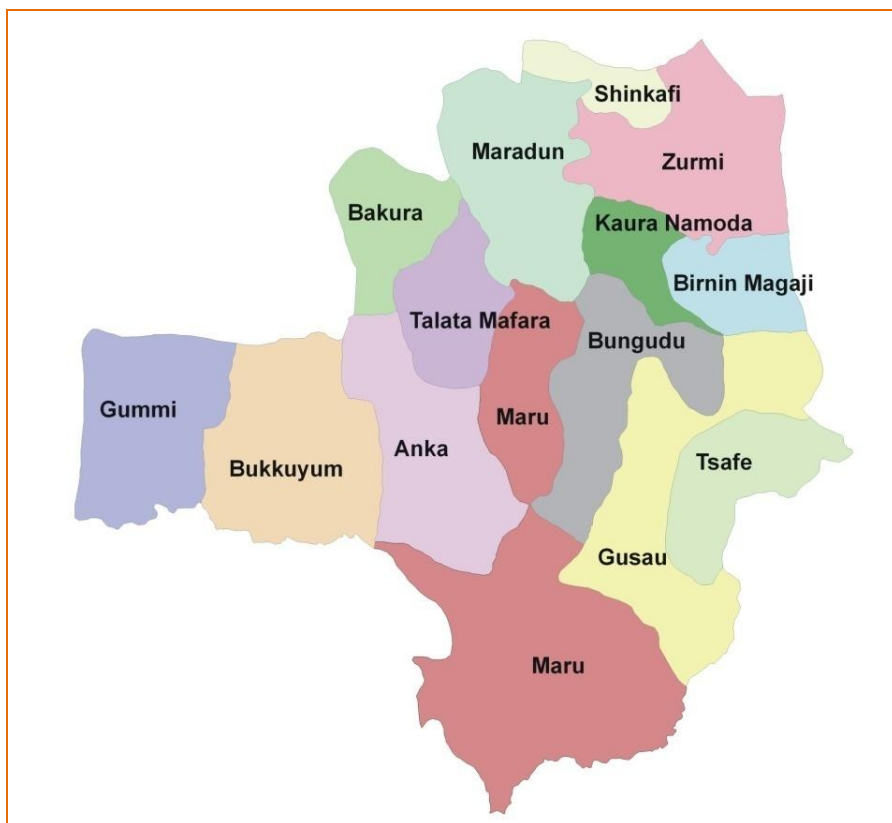 Shinkafi
Maradun
Zurmi
Bakura
Kaura Namoda
Birnin Magaji
Talata Mafara
Bungudu
Gummi
Maru
Anka
Bukkuyum
Tsafe
Gusau
Maru